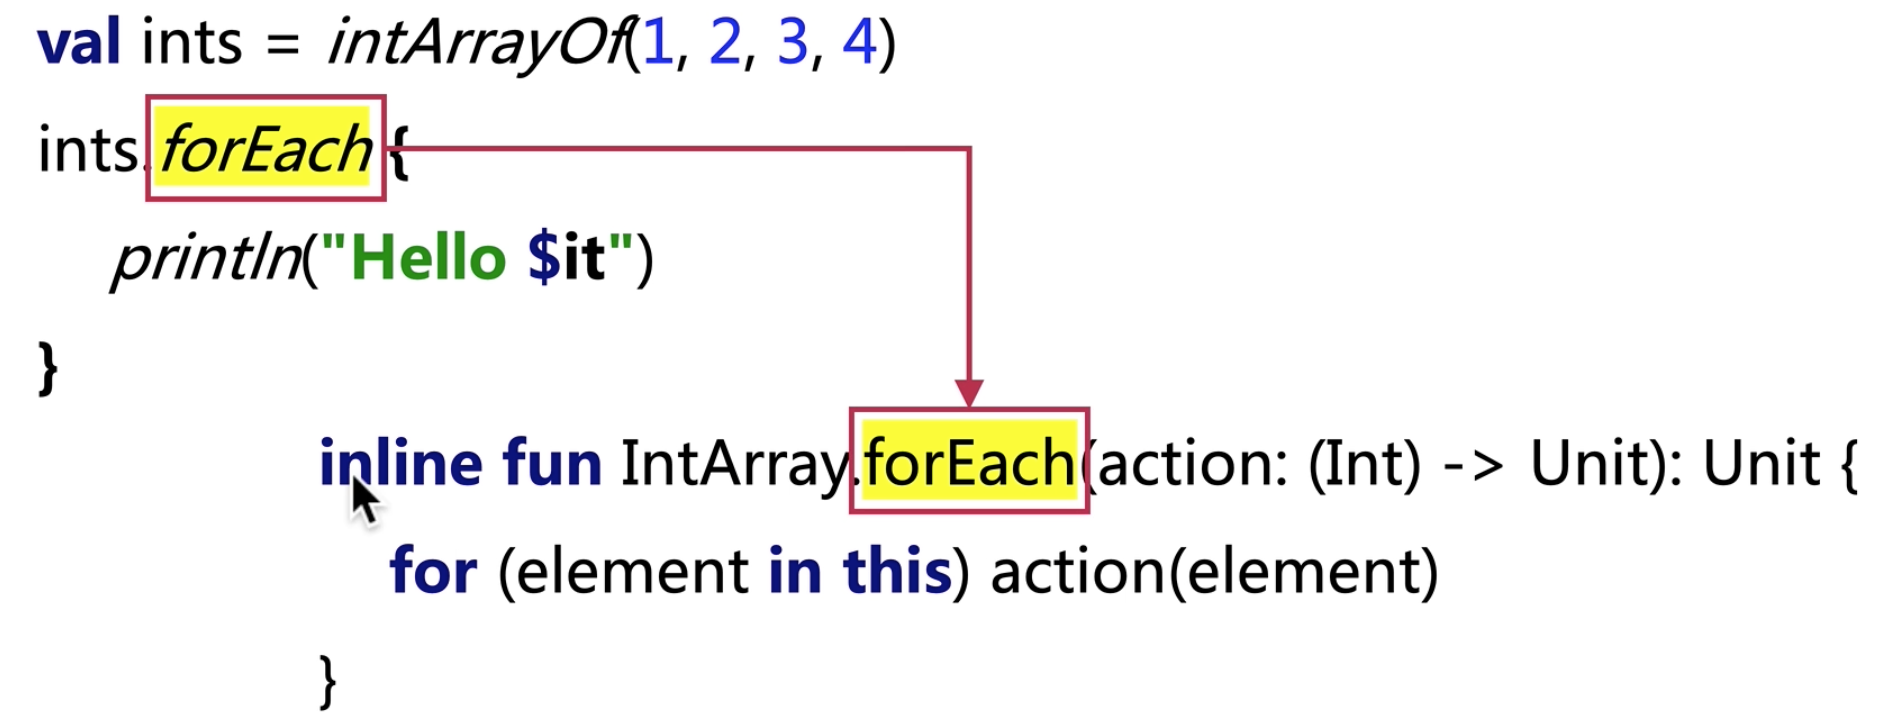 val ints = intArrayOf(1, 2, 3, 4)
ints.forEach {
println("Hello $it")
}
inline fun IntArray.forEach(action: (Int) -> Unit): Unit {
for (element in this) action(element)
}